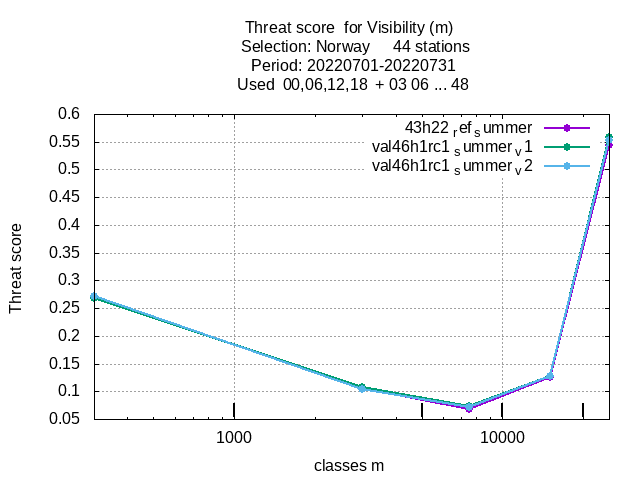 Threat score for Visibility (m)
Selection: Norway 44 stations
Period: 20220701-20220731
Used 00,06,12,18 + 03 06 ... 48
0.6
0.55
0.5
0.45
0.4
0.35
0.3
0.25
0.2
0.15
0.1
0.05
Threat score
43h22 ref summer
val46h1rc1 summer v1
val46h1rc1 summer v2
1000
10000
classes m